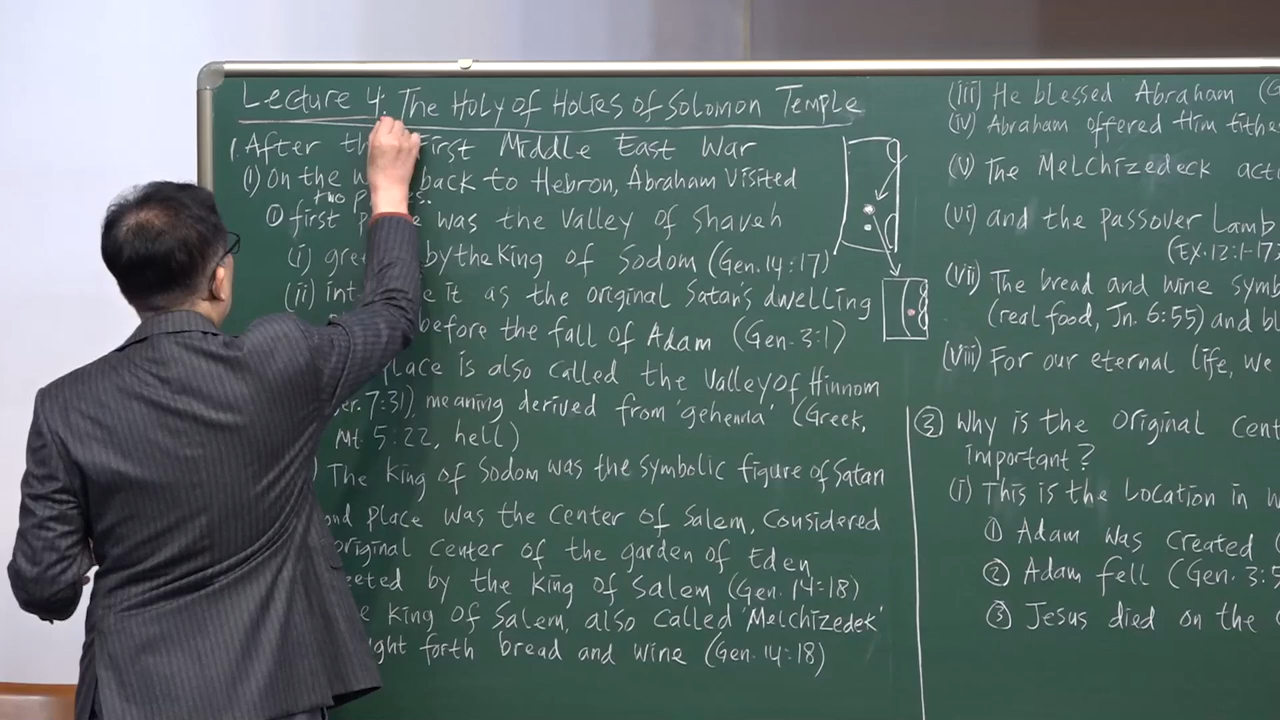 Lecture 4. The Holy of Holies of Solomon Temple
1. After the First Middle East War
(1) On the way back to Hebron, Abraham visited
two places.
① first place was the valley of Shaveh
(i) by the King of Sodom (Gen. 14:17)
(ii) it as the original Satan's dwelling
before the fall of Adam (Gen. 3:1)
place is also called the valley of Hinnom
er. 7:31), meaning derived from 'gehenna' (Greek,
Mt. 5:22, hell)
) The King of Sodom was the symbolic figure of Satan
ond place was the center of Salem, Considered
original center of the garden of Eden
eeted by the King of Salem (Gen. 14:18)
e King of Salem, also called 'Melchizedek'
ught forth bread and wine (Gen. 14:18)
(iii) He blessed Abraham (G
(iv) Abraham offered Him tithe
(v) The Melchizedeck acti
(vi) and the passover Lamb
(EX. 12:1-17
(vii) The bread and wine symb
(real food, Jn. 6:55) and bl
(viii) For our eternal life, we
③ Why is the original cent
important?
(i) This is the location in w
① Adam was created (
② Adam fell (Gen. 3:5
③ Jesus died on the